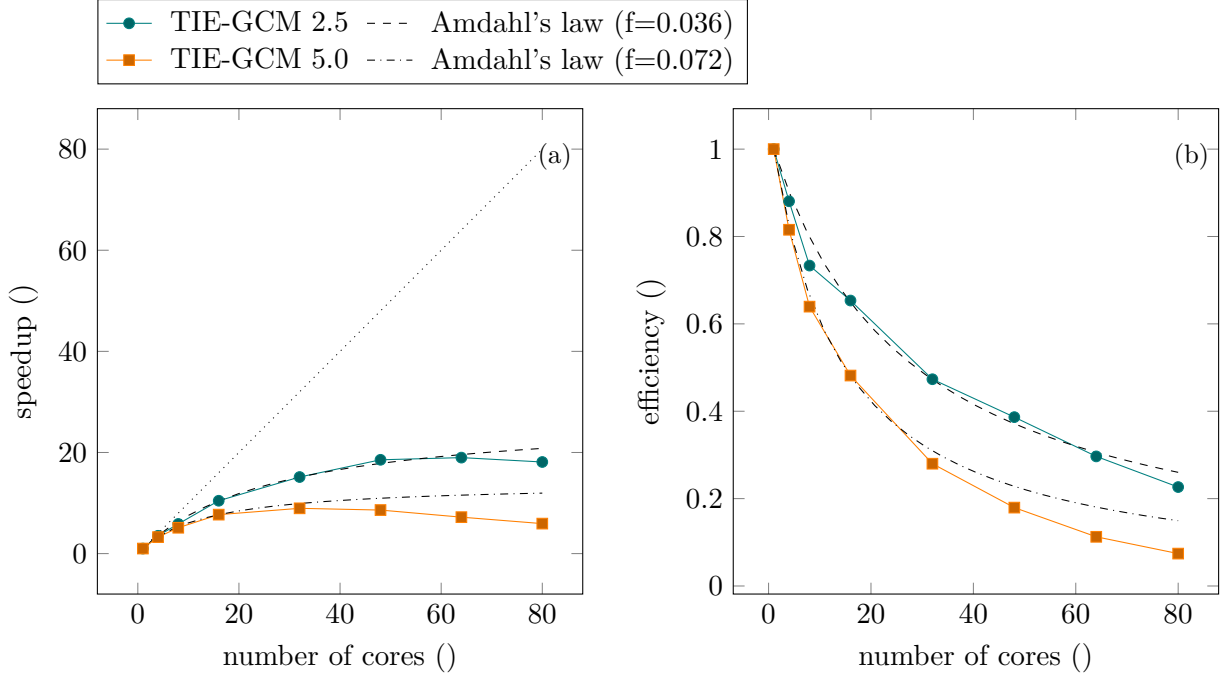 TIE-GCM 2.5 Amdahl's law (f=0.036)
TIE-GCM 5.0 Amdahl's law (f=0.072)
(a)
80
60
40
20
0
speedup ()
0 20 40 60 80
number of cores ()
(b)
1
0.8
0.6
0.4
0.2
0
efficiency ()
0 20 40 60 80
number of cores ()